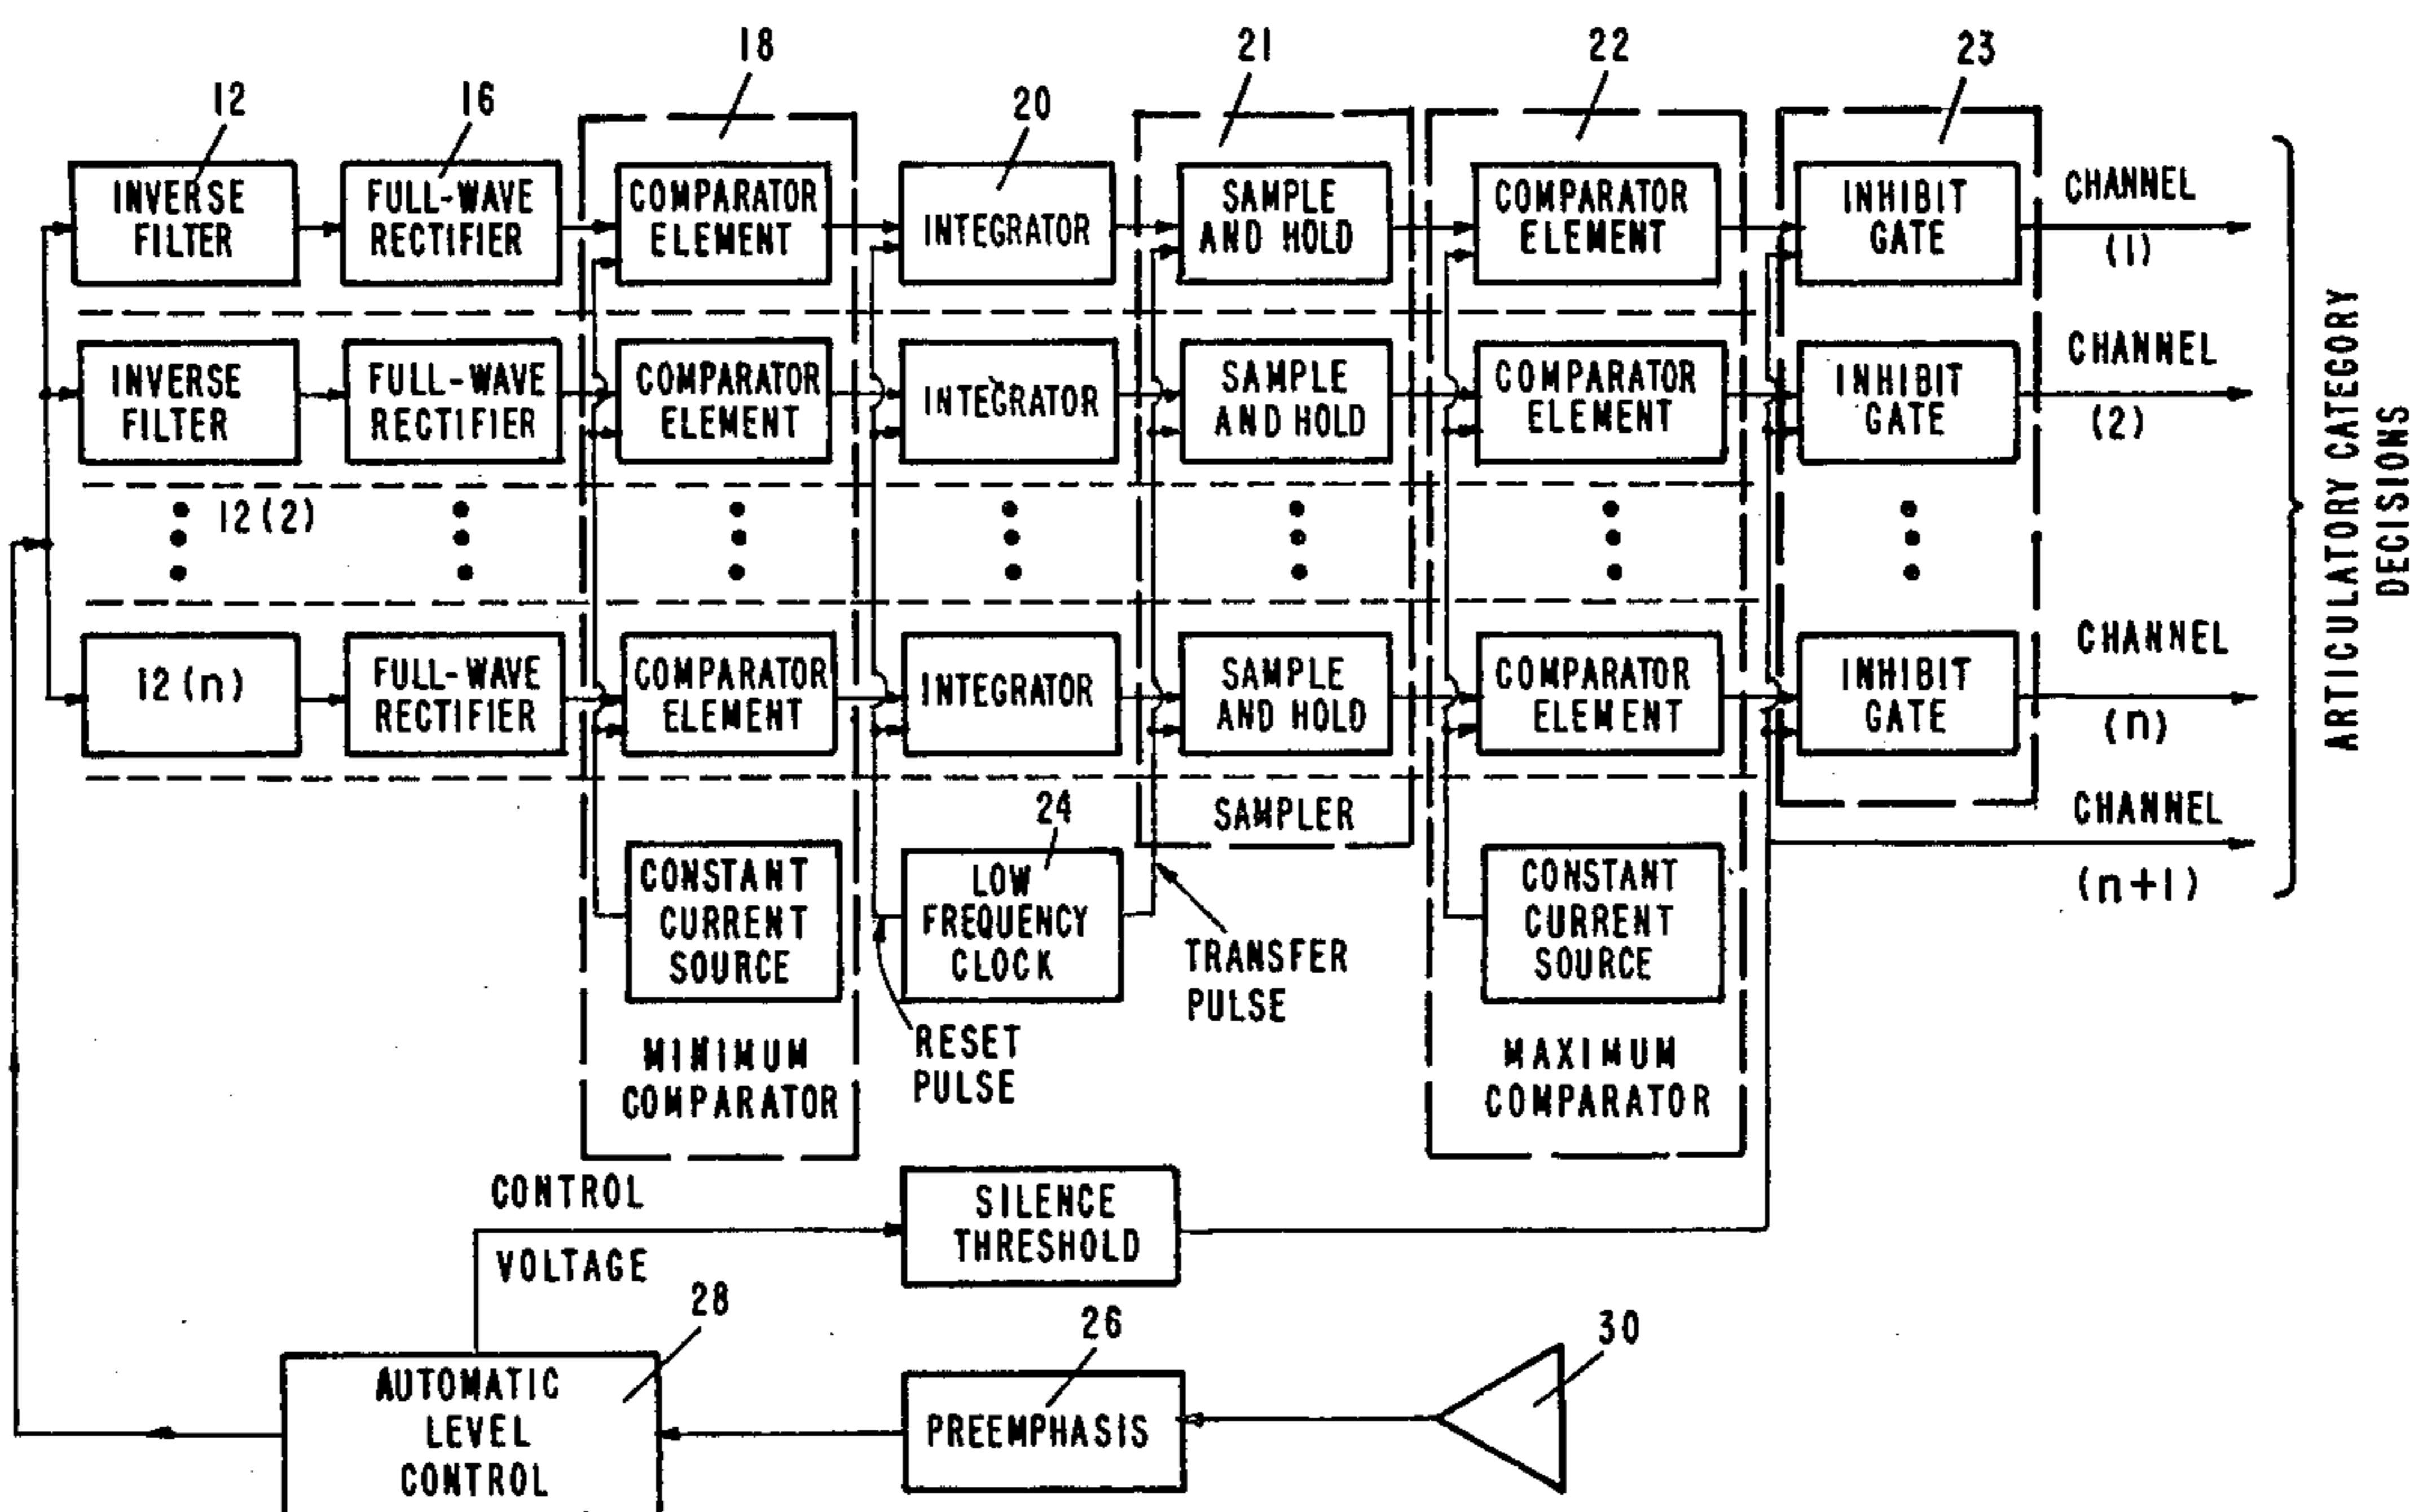 18
21
22
23
12
16
20
INVERSE
FILTER
FULL-WAVE
RECTIFIER
COMPARATOR
ELEMENT
INTEGRATOR
SAMPLE
AND HOLD
COMPARATOR
ELEMENT
INHIBIT
GATE
CHANNEL
(1)
INVERSE
FILTER
FULL-WAVE
RECTIFIER
COMPARATOR
ELEMENT
INTEGRATOR
SAMPLE
AND HOLD
COMPARATOR
ELEMENT
INHIBIT
GATE
CHANNEL
(2)
12(2)
12(n)
FULL-WAVE
RECTIFIER
COMPARATOR
ELEMENT
INTEGRATOR
SAMPLE
AND HOLD
COMPARATOR
ELEMENT
INHIBIT
GATE
CHANNEL
(n)
CHANNEL
(n+1)
ARTICULATORY CATEGORY
DECISIONS
CONSTANT
CURRENT
SOURCE
24
LOW
FREQUENCY
CLOCK
SAMPLER
CONSTANT
CURRENT
SOURCE
TRANSFER
PULSE
RESET
PULSE
MINIMUM
COMPARATOR
MAXIMUM
COMPARATOR
CONTROL
VOLTAGE
SILENCE
THRESHOLD
28
AUTOMATIC
LEVEL
CONTROL
26
PREEMPHASIS
30